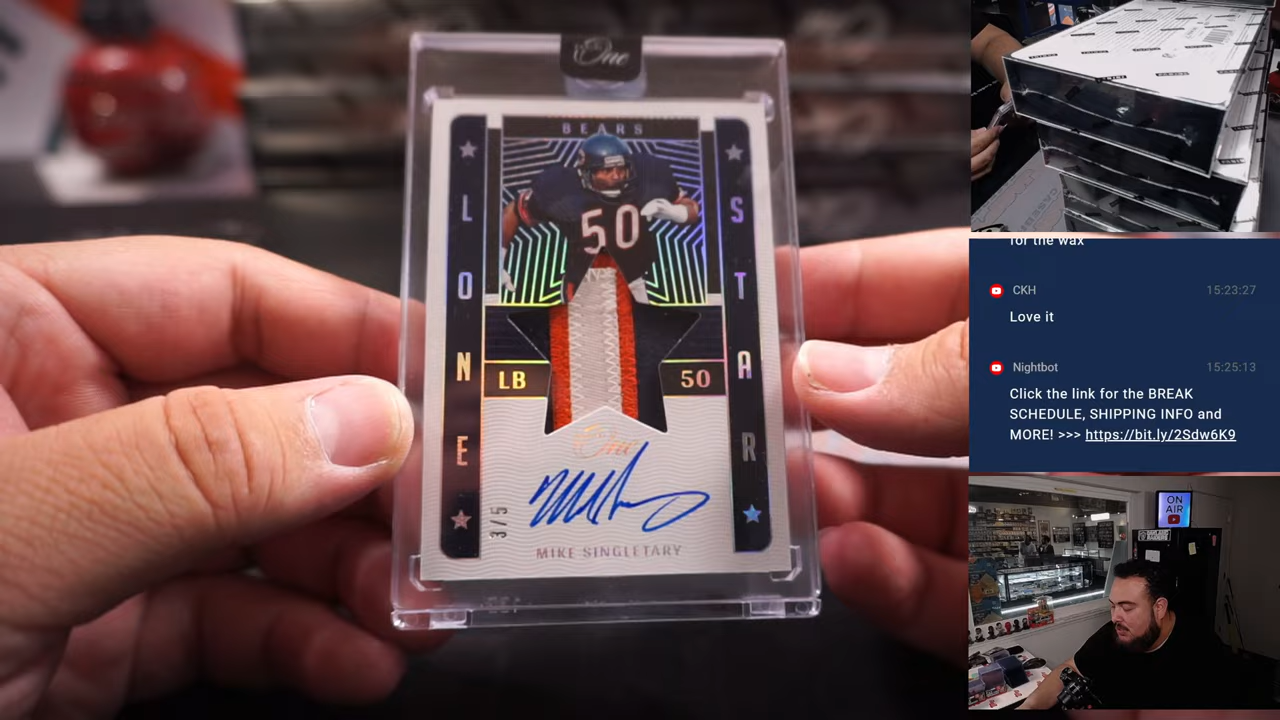 One
BEARS
50
LONE
STAR
LB
50
One
3/5
MIKE SINGLETARY
PANINI
for the wax
CKH
15:23:27
Love it
Nightbot
15:25:13
Click the link for the BREAK
SCHEDULE, SHIPPING INFO and
MORE! >>> https://bit.ly/2Sdw6K9
ON
AIR